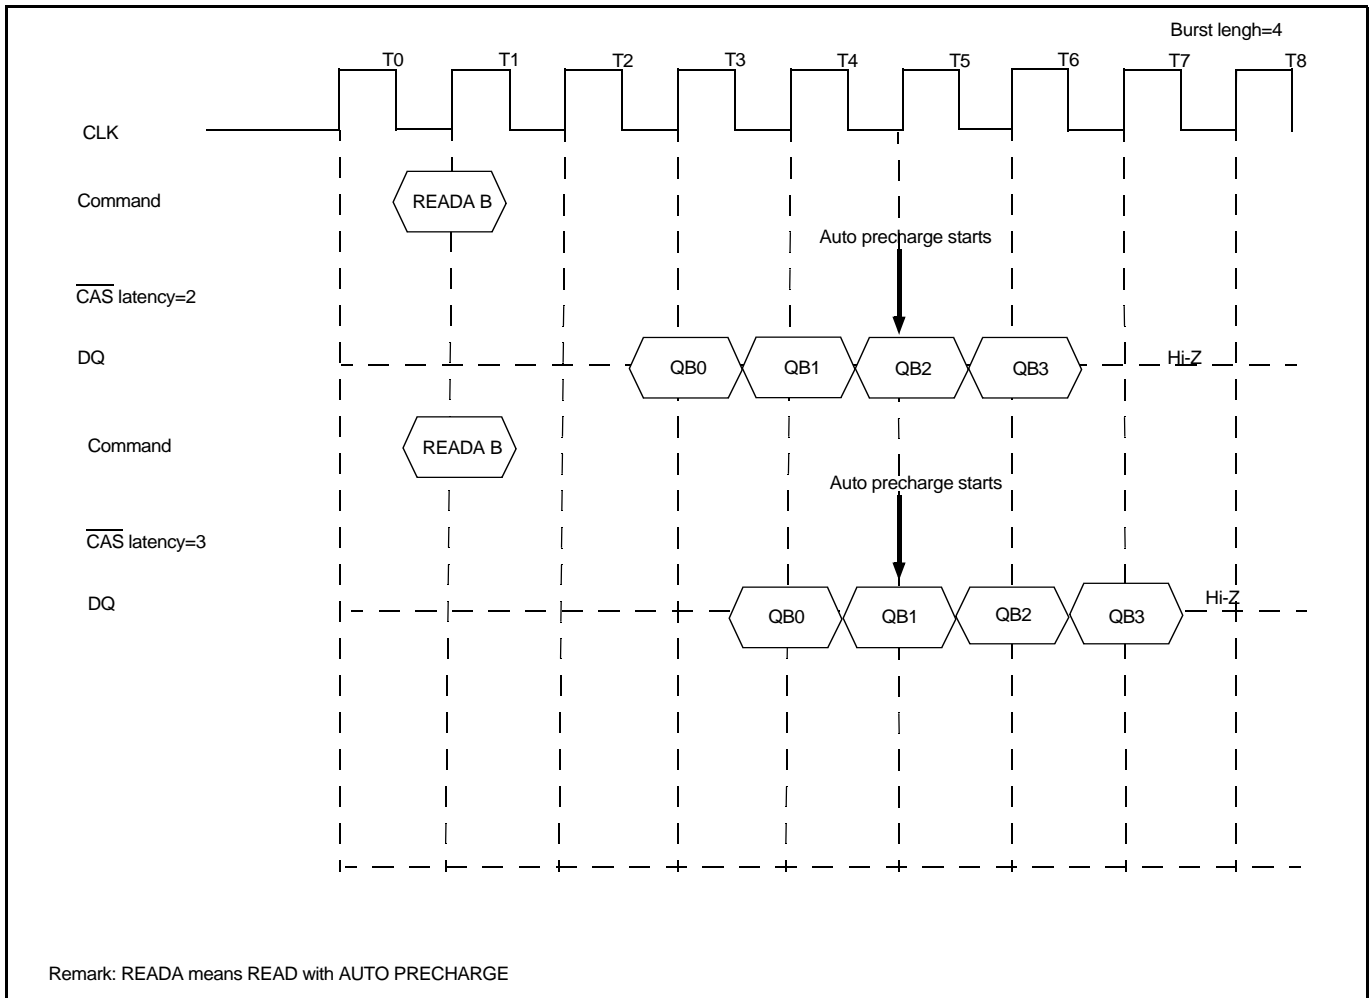 Burst lengh=4
T0 T1 T2 T3 T4 T5 T6 T7 T8
CLK
Command
READA B
Auto precharge starts
CAS latency=2
DQ
QB0 QB1 QB2 QB3
Hi-Z
Command
READA B
Auto precharge starts
CAS latency=3
DQ
QB0 QB1 QB2 QB3
Hi-Z
Remark: READA means READ with AUTO PRECHARGE